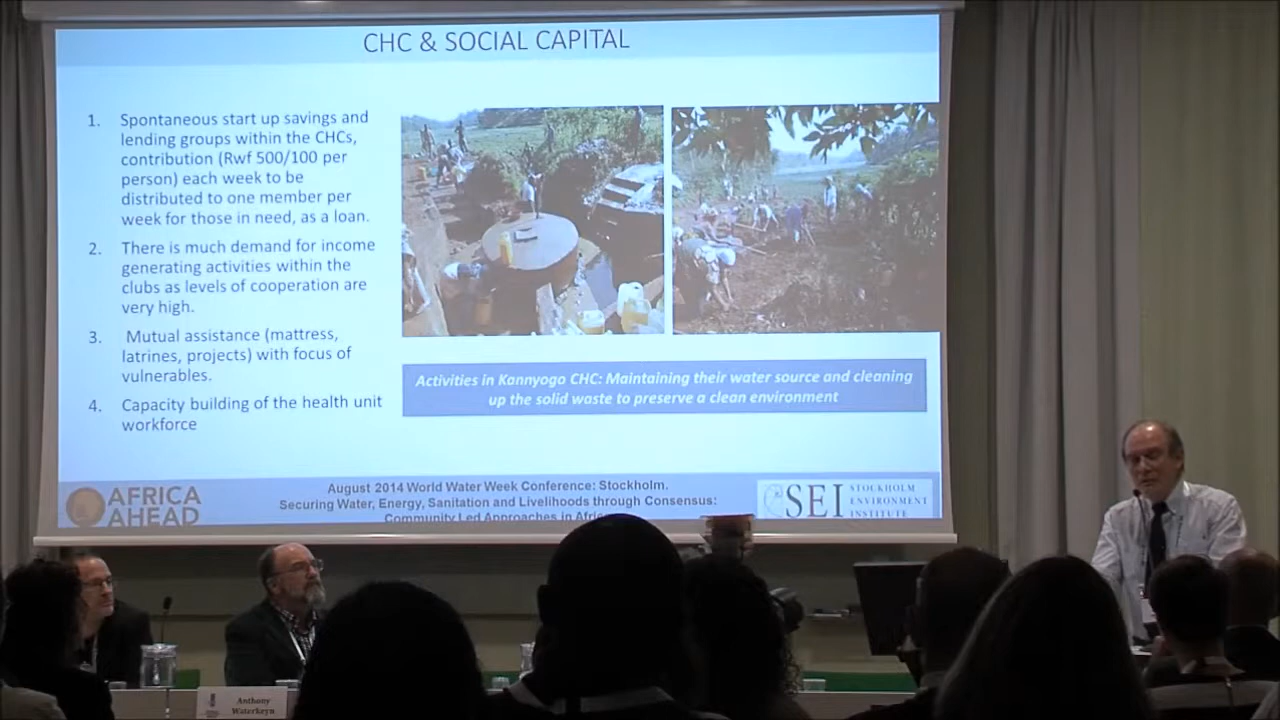 CHC & SOCIAL CAPITAL
1. Spontaneous start up savings and
lending groups within the CHCs,
contribution (Rwf 500/100 per
person) each week to be
distributed to one member per
week for those in need, as a loan.
2. There is much demand for income
generating activities within the
clubs as levels of cooperation are
very high.
3. Mutual assistance (mattress,
latrines, projects) with focus of
vulnerables.
4. Capacity building of the health unit
workforce
Activities in Kannyogo CHC: Maintaining their water source and cleaning
up the solid waste to preserve a clean environment
AFRICA
AHEAD
August 2014 World Water Week Conference: Stockholm.
Securing Water, Energy, Sanitation and Livelihoods through Consensus:
Community Led Approaches in
SEI STOCKHOLM
ENVIRONMENT
INSTITUTE
Anthony
Waterkeyn